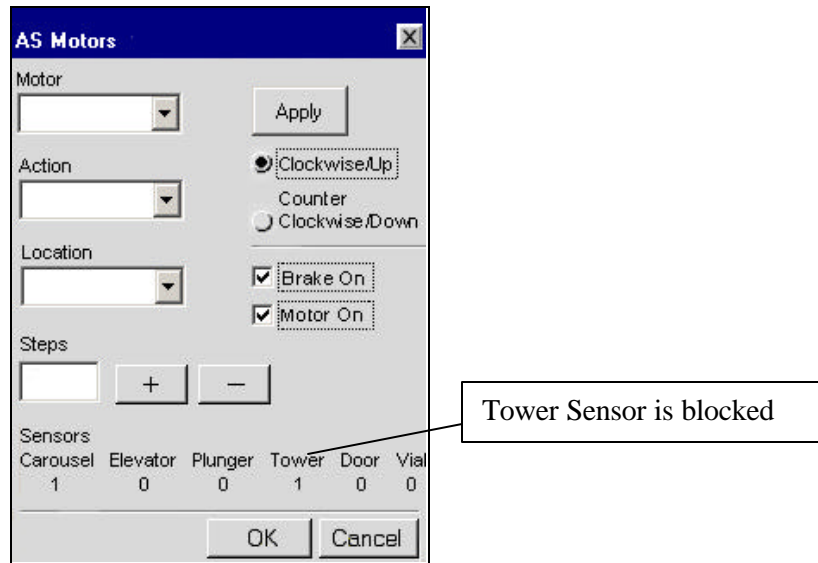 AS Motors
Motor
Apply
Action
Clockwise/Up
Counter
Clockwise/Down
Location
Brake On
Motor On
Steps
+ −
Tower Sensor is blocked
Sensors
Carousel Elevator Plunger Tower Door Vial
1 0 0 1 0 0
OK Cancel